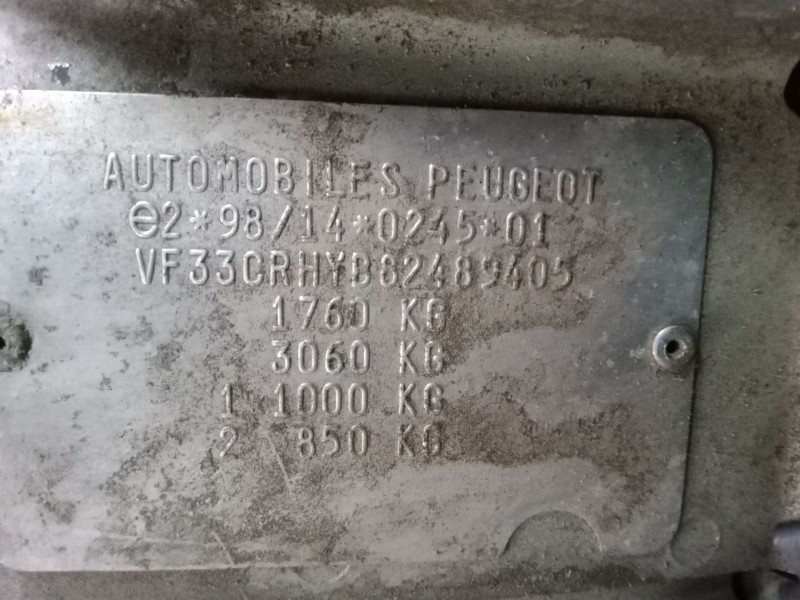 AUTOMOBILES PEUGEOT
e2*98/14*0245*01
VF33CRHYB82489405
1760 KG
3060 KG
1 1000 KG
2 850 KG